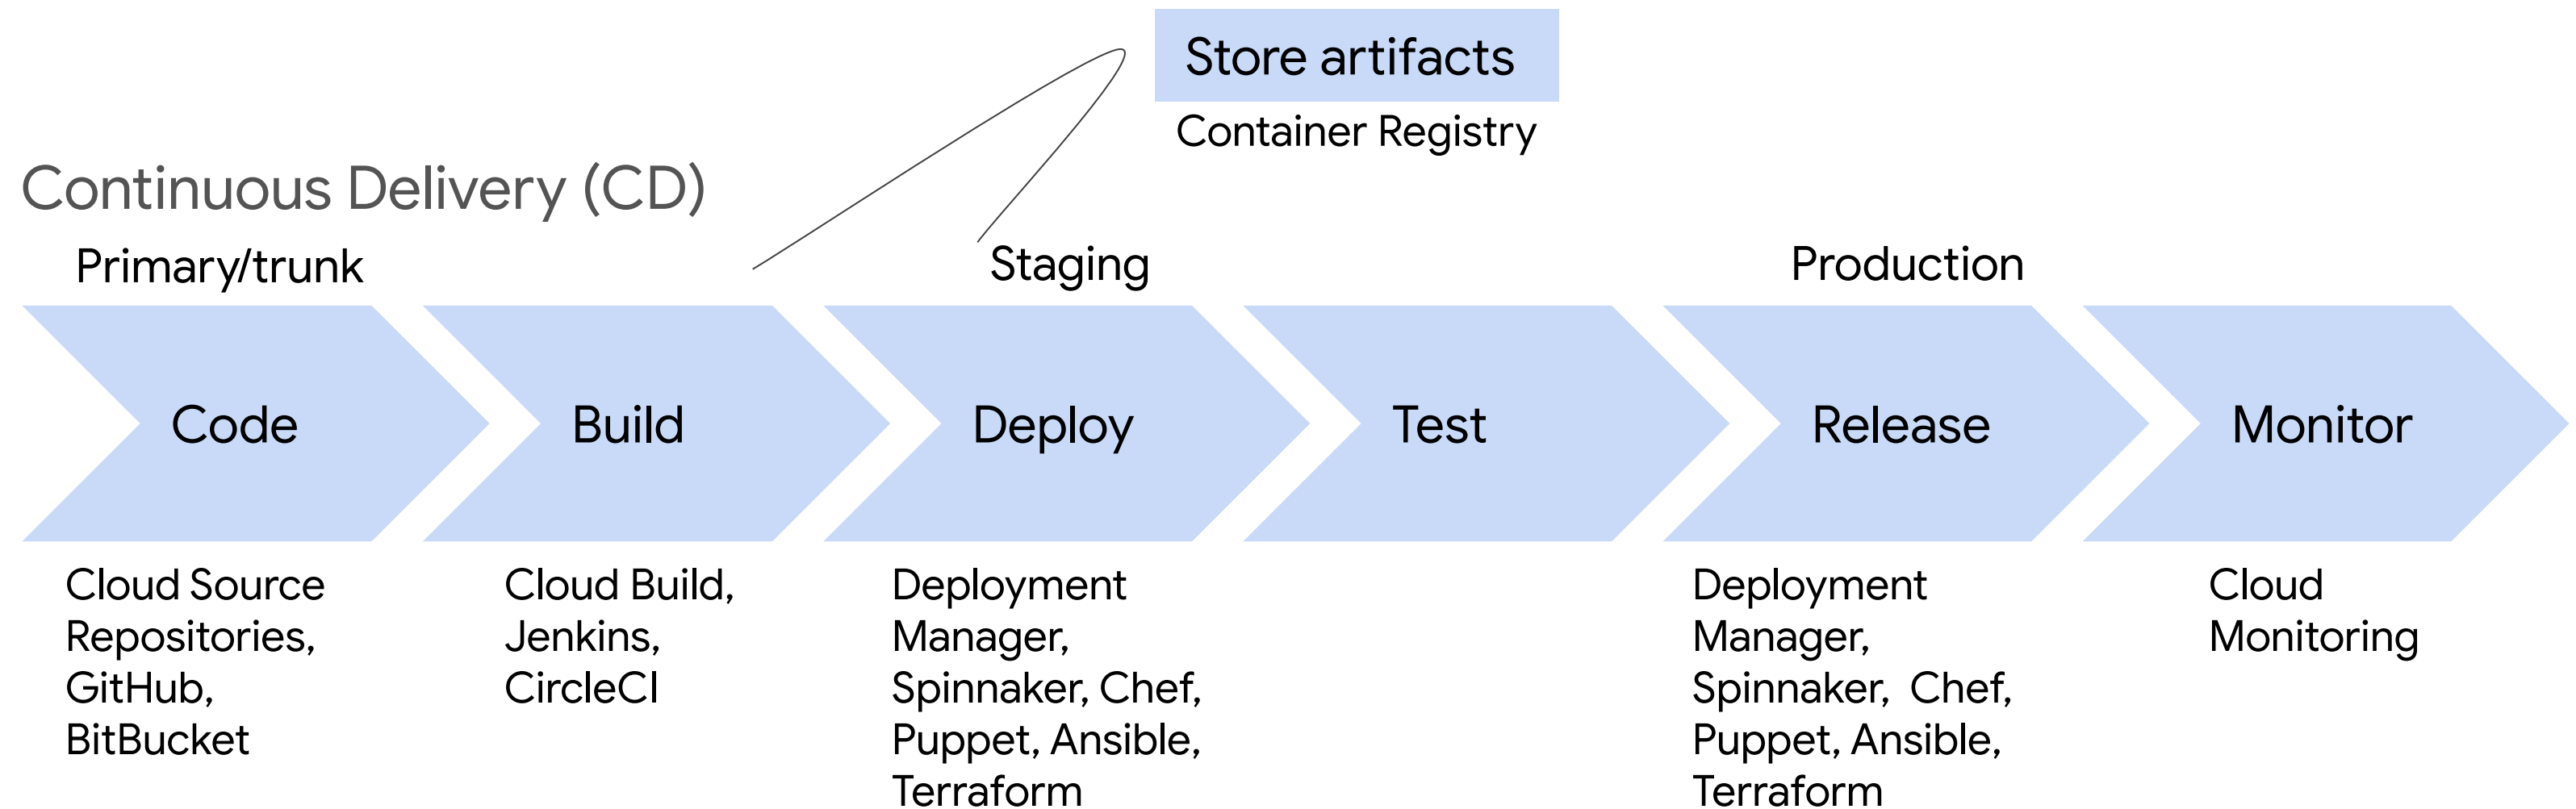 Store artifacts
Container Registry
Continuous Delivery (CD)
Primary/trunk
Staging
Production
Code
Build
Deploy
Test
Release
Monitor
Cloud Source
Repositories,
GitHub,
BitBucket
Cloud Build,
Jenkins,
CircleCI
Deployment
Manager,
Spinnaker, Chef,
Puppet, Ansible,
Terraform
Deployment
Manager,
Spinnaker, Chef,
Puppet, Ansible,
Terraform
Cloud
Monitoring